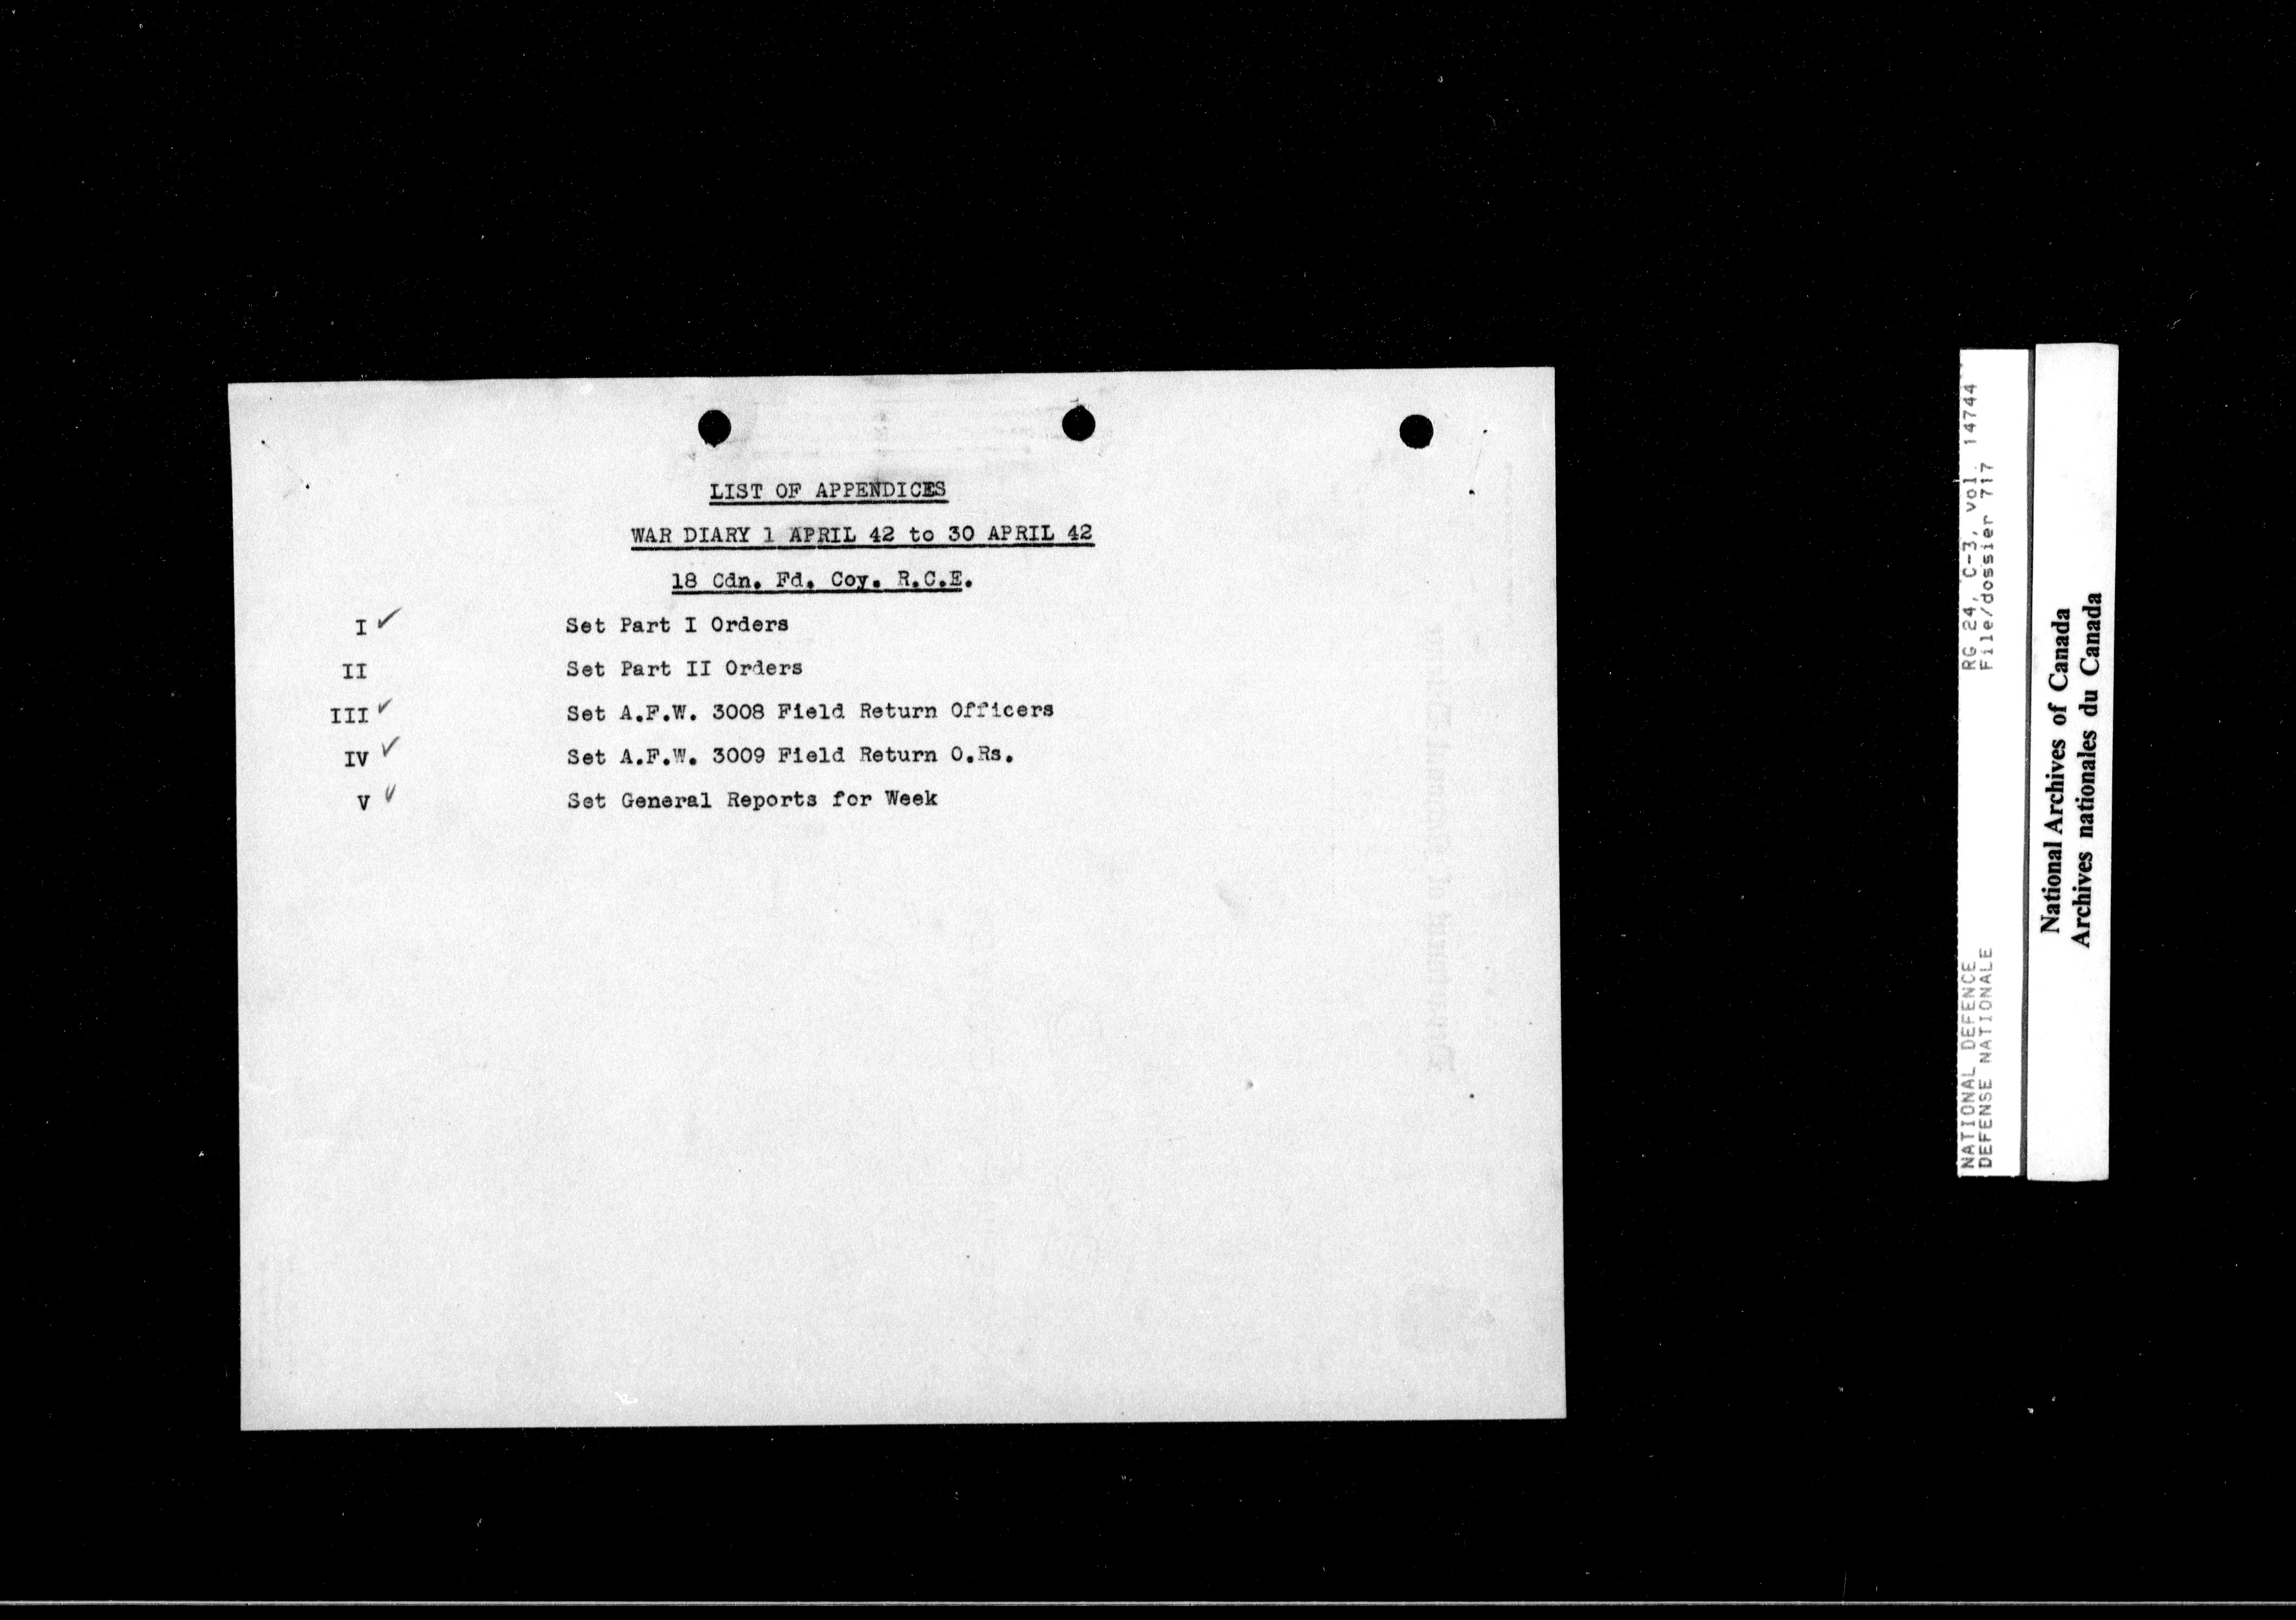 LIST OF APPENDICES
WAR DIARY 1 APRIL 42 to 30 APRIL 42
18 Cdn. Fd. Coy. R.C.E.
I ✓ Set Part I Orders
II Set Part II Orders
III ✓ Set A.F.W. 3008 Field Return Officers
IV ✓ Set A.F.W. 3009 Field Return O.Rs.
V ✓ Set General Reports for Week
NATIONAL DEFENCE RG 24, C-3, vol. 14744
DEFENSE NATIONALE File/dossier 717
National Archives of Canada
Archives nationales du Canada